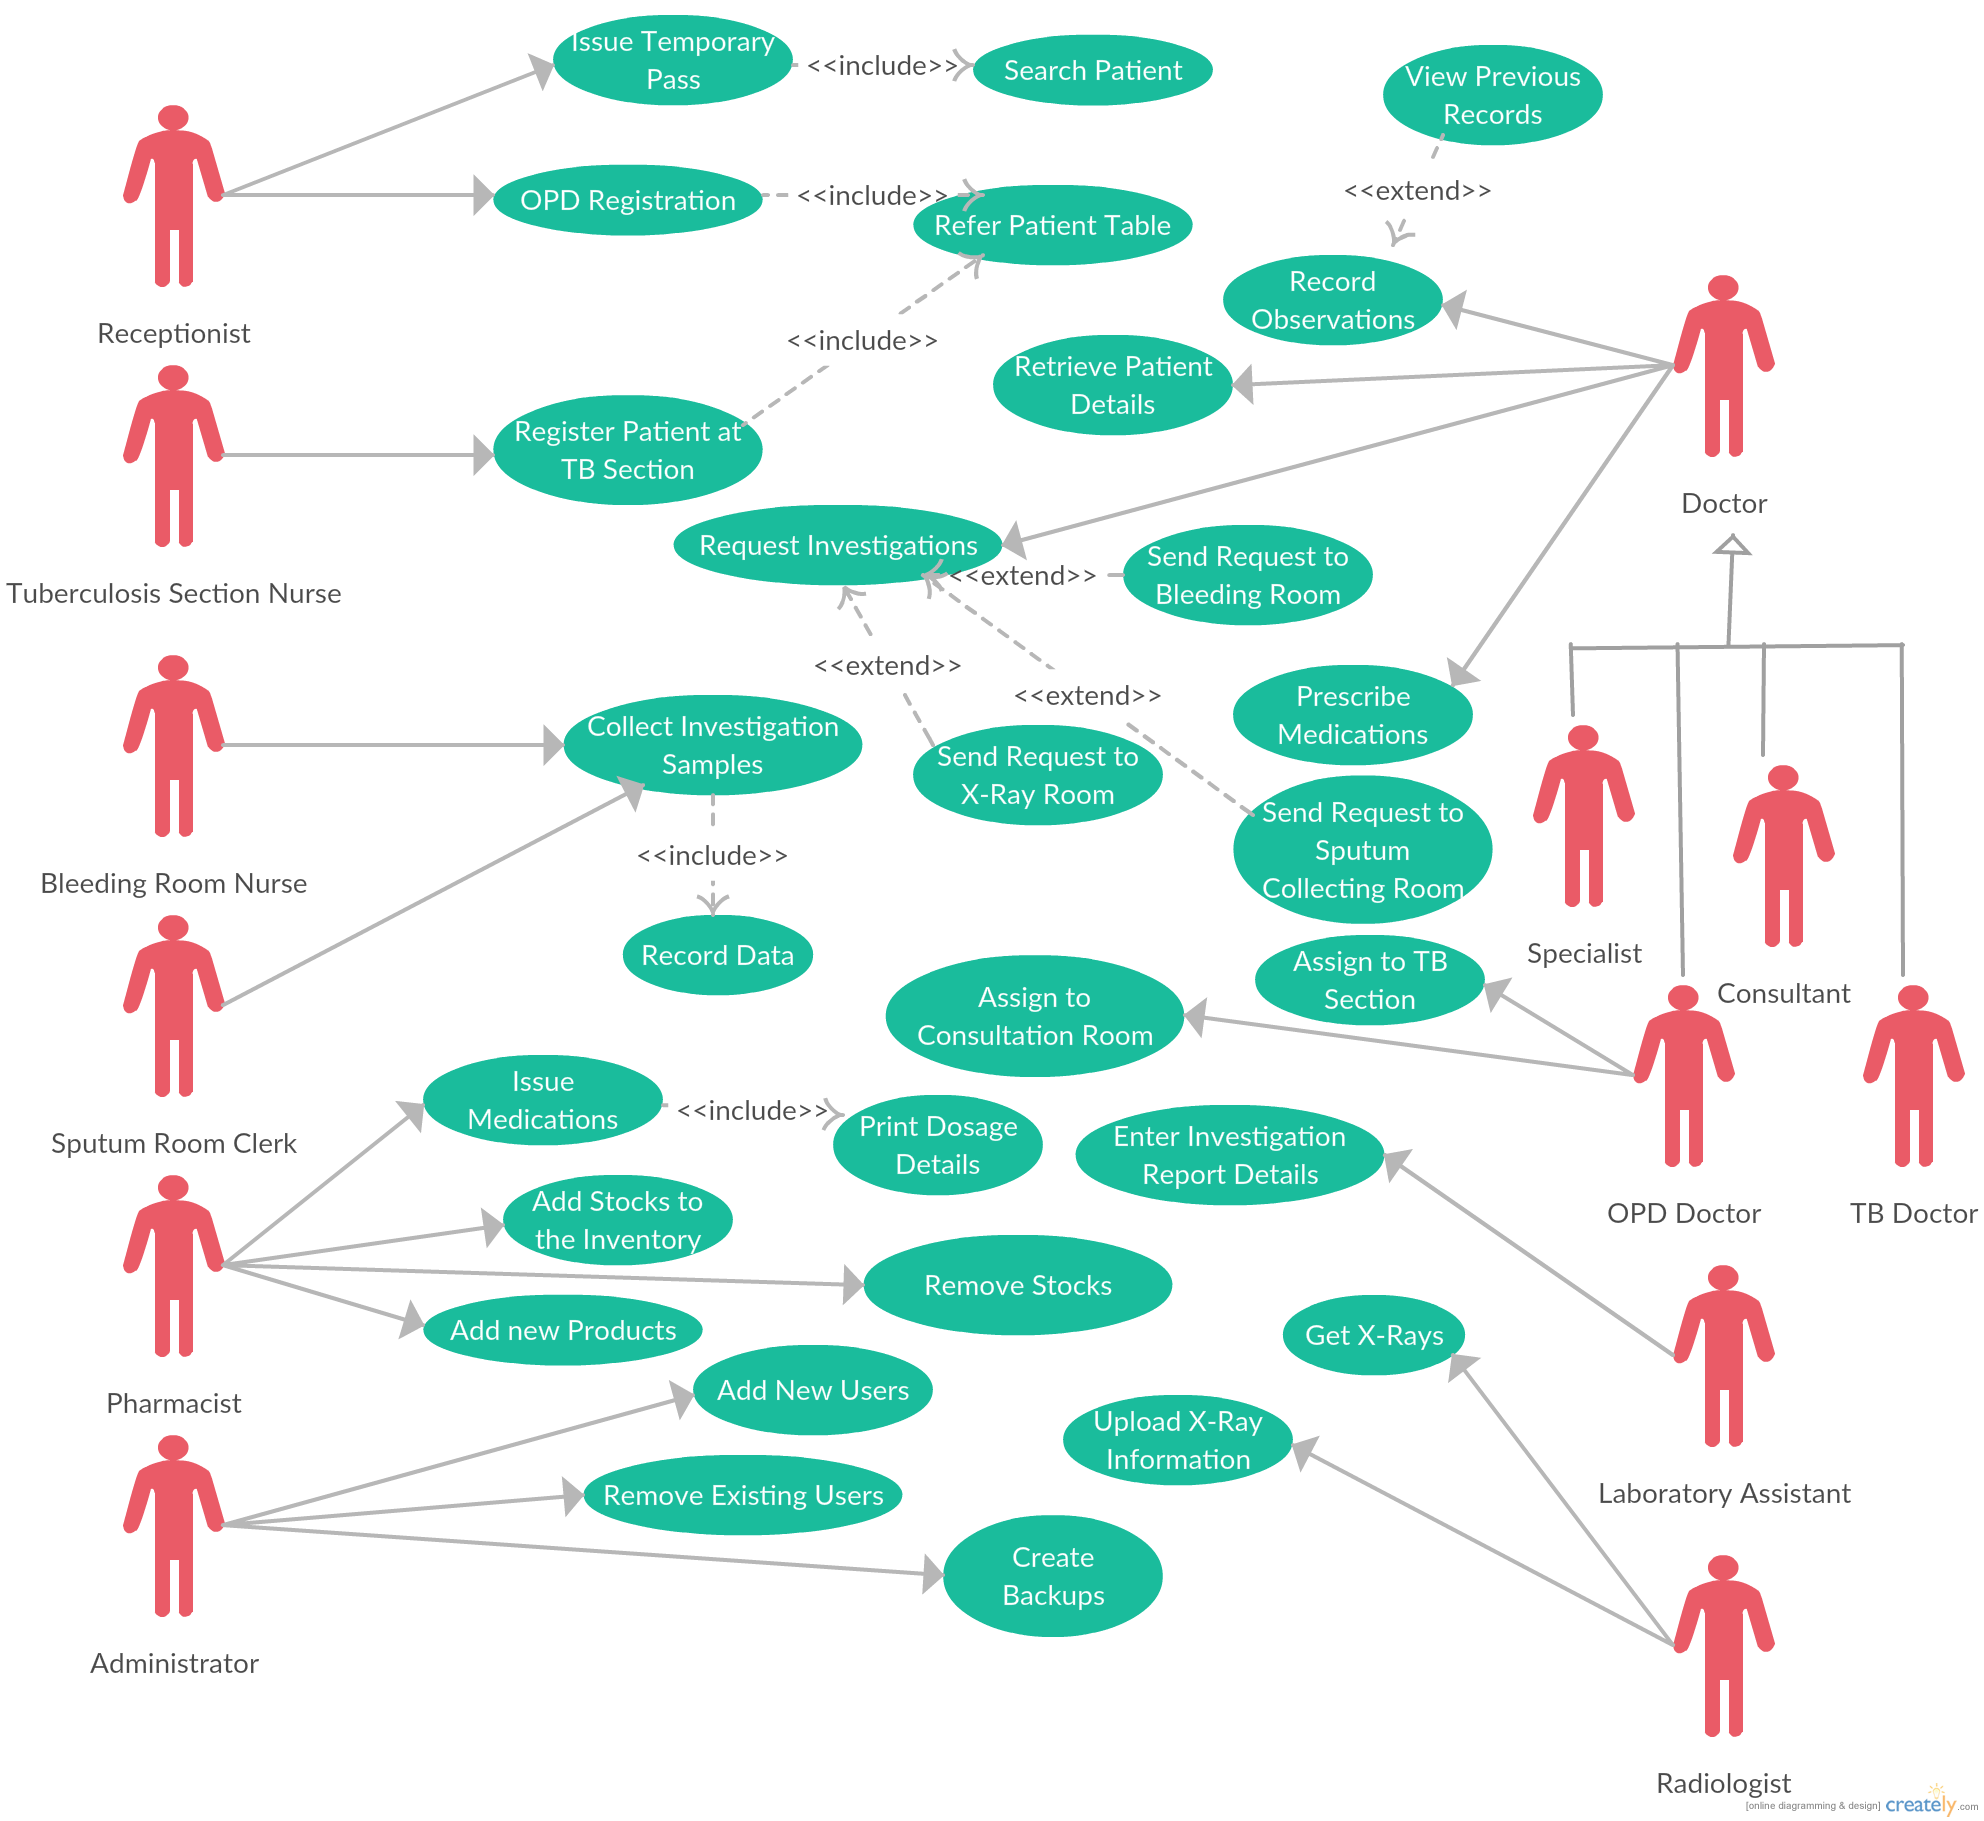 Issue Temporary
Pass
<<include>>
Search Patient
View Previous
Records
OPD Registration
<<include>>
Refer Patient Table
<<extend>>
Receptionist
Record
Observations
<<include>>
Retrieve Patient
Details
Register Patient at
TB Section
Doctor
Tuberculosis Section Nurse
Request Investigations
<<extend>>
Send Request to
Bleeding Room
<<extend>>
<<extend>>
Prescribe
Medications
Collect Investigation
Samples
Send Request to
X-Ray Room
Send Request to
Sputum
Collecting Room
<<include>>
Bleeding Room Nurse
Record Data
Specialist
Consultant
Assign to TB
Section
Assign to
Consultation Room
Issue
Medications
<<include>>
Print Dosage
Details
Enter Investigation
Report Details
Sputum Room Clerk
OPD Doctor
TB Doctor
Add Stocks to
the Inventory
Remove Stocks
Add new Products
Get X-Rays
Pharmacist
Add New Users
Upload X-Ray
Information
Remove Existing Users
Laboratory Assistant
Create
Backups
Administrator
Radiologist
[online diagramming & design] creately.com